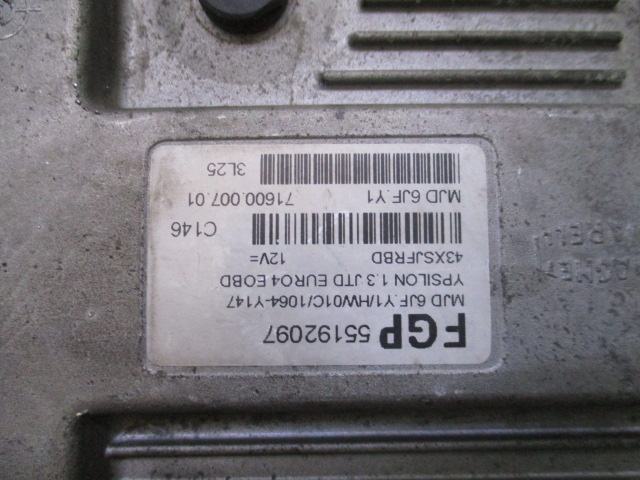 FGP 55192097
MJD 6JF.Y1/HW01C/1064-Y147
YPSILON 1.3 JTD EURO4 EOBD
43XSJFRBD 12V=
C146
MJD 6JF.Y1 71600.007.01
3L25